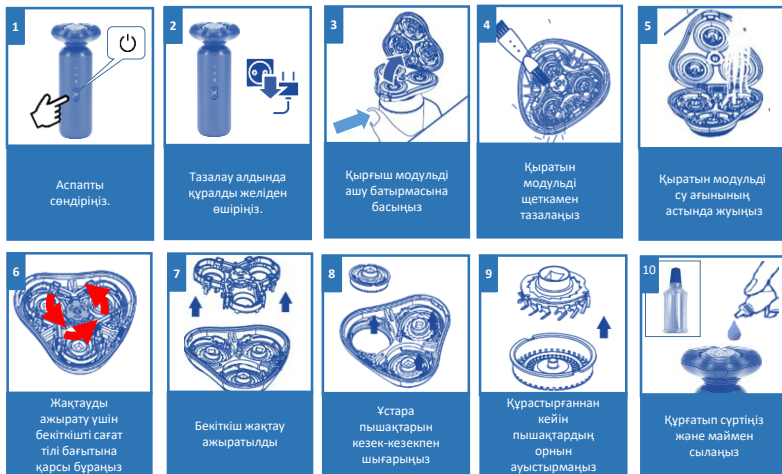 1
Аспапты
сөндіріңіз.
2
Тазалау алдында
құралды желіден
өшіріңіз.
3
Қырғыш модульді
ашу батырмасына
басыңыз
4
Қыратын
модульді
щеткамен
тазалаңыз
5
Қыратын модульді
су ағынының
астында жуыңыз
6
Жақтауды
ажырату үшін
бекіткішті сағат
тілі бағытына
қарсы бұраңыз
7
Бекіткіш жақтау
ажыратылды
8
Ұстара
пышақтарын
кезек-кезекпен
шығарыңыз
9
Құрастырғаннан
кейін
пышақтардың
орнын
ауыстырмаңыз
10
Құрғатып сүртіңіз
және маймен
сылаңыз